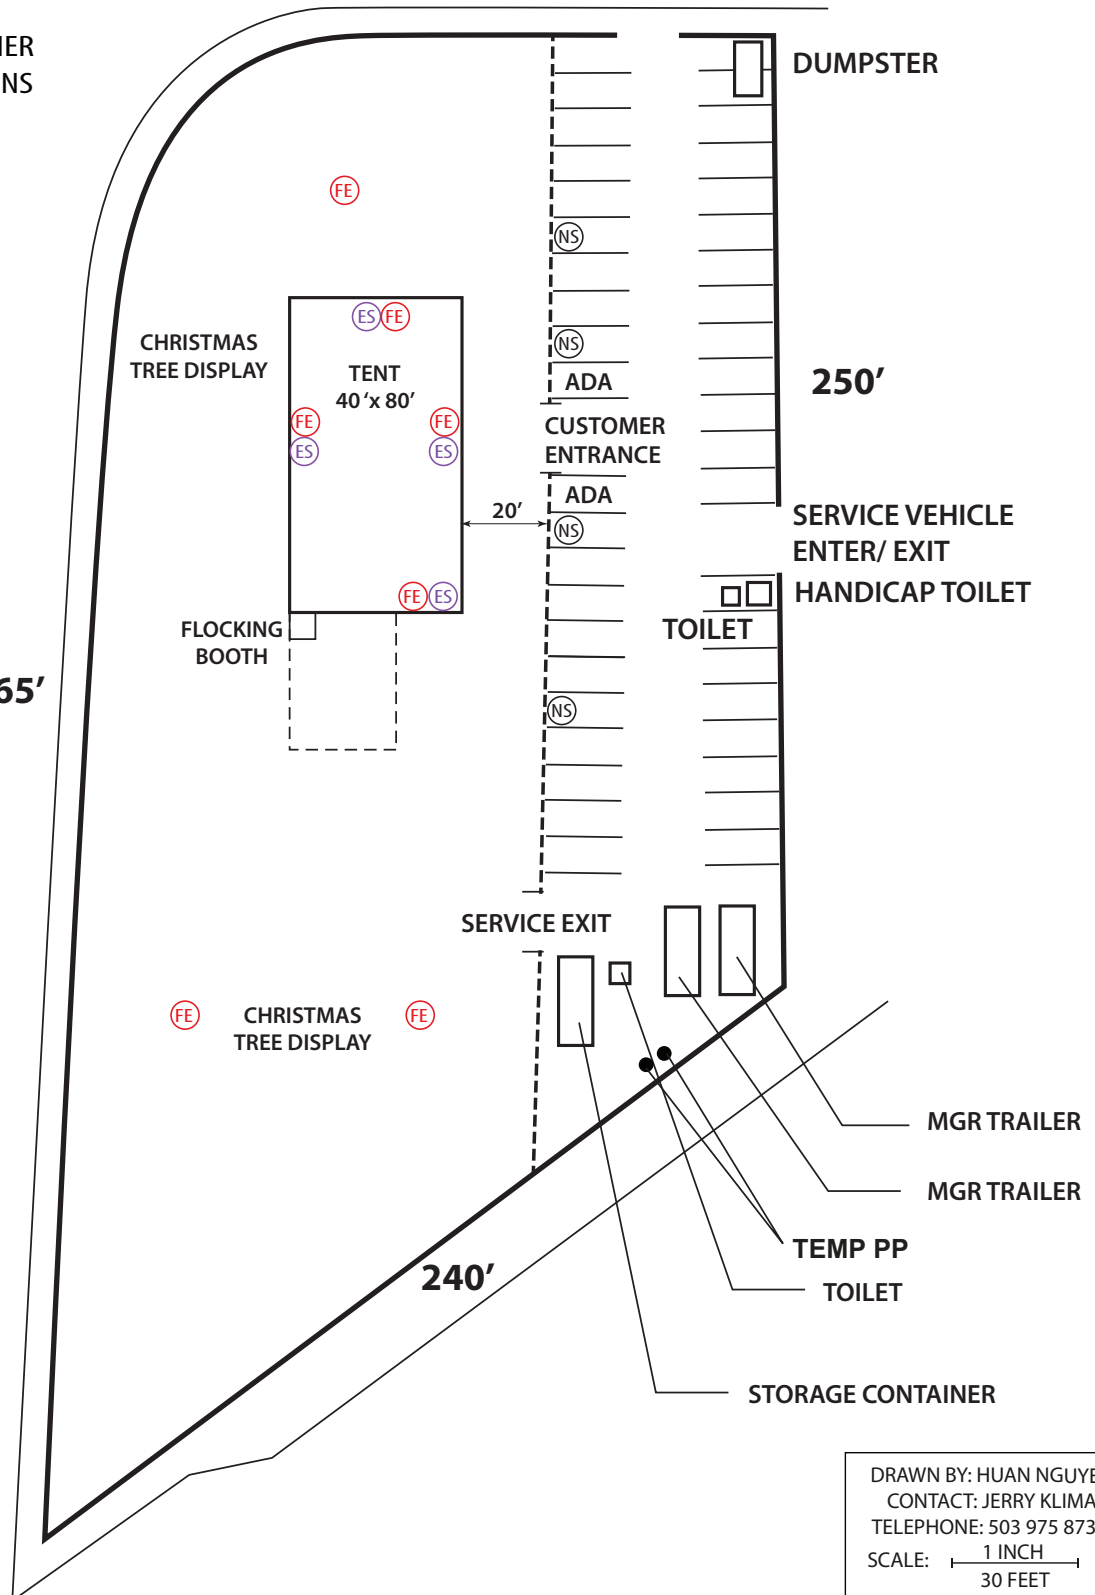 DUMPSTER
FE
NS
ES FE
CHRISTMAS
TREE DISPLAY
TENT
40 'x 80'
NS
ADA
250'
FE
FE
CUSTOMER
ENTRANCE
ES
ES
ADA
20'
NS
SERVICE VEHICLE
ENTER/ EXIT
FE ES
HANDICAP TOILET
TOILET
FLOCKING
BOOTH
65'
NS
SERVICE EXIT
FE
CHRISTMAS
TREE DISPLAY
FE
MGR TRAILER
MGR TRAILER
TEMP PP
240'
TOILET
STORAGE CONTAINER
DRAWN BY: HUAN NGUYE
CONTACT: JERRY KLIMA
TELEPHONE: 503 975 873
SCALE: 1 INCH
30 FEET